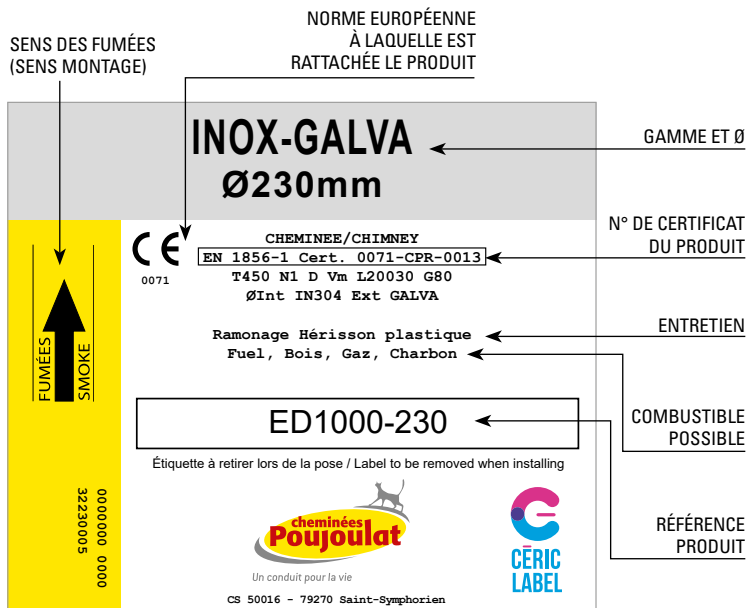 SENS DES FUMÉES
(SENS MONTAGE)
NORME EUROPÉENNE
À LAQUELLE EST
RATTACHÉE LE PRODUIT
INOX-GALVA
Ø230mm
GAMME ET Ø
CE
0071
CHEMINEE/CHIMNEY
EN 1856-1 Cert. 0071-CPR-0013
T450 N1 D Vm L20030 G80
ØInt IN304 Ext GALVA
N° DE CERTIFICAT
DU PRODUIT
Ramonage Hérisson plastique
Fuel, Bois, Gaz, Charbon
ENTRETIEN
COMBUSTIBLE
POSSIBLE
FUMÉES
SMOKE
ED1000-230
Étiquette à retirer lors de la pose / Label to be removed when installing
RÉFÉRENCE
PRODUIT
0000000 0000
32230005
cheminées
Poujoulat
Un conduit pour la vie
CÉRIC
LABEL
CS 50016 - 79270 Saint-Symphorien